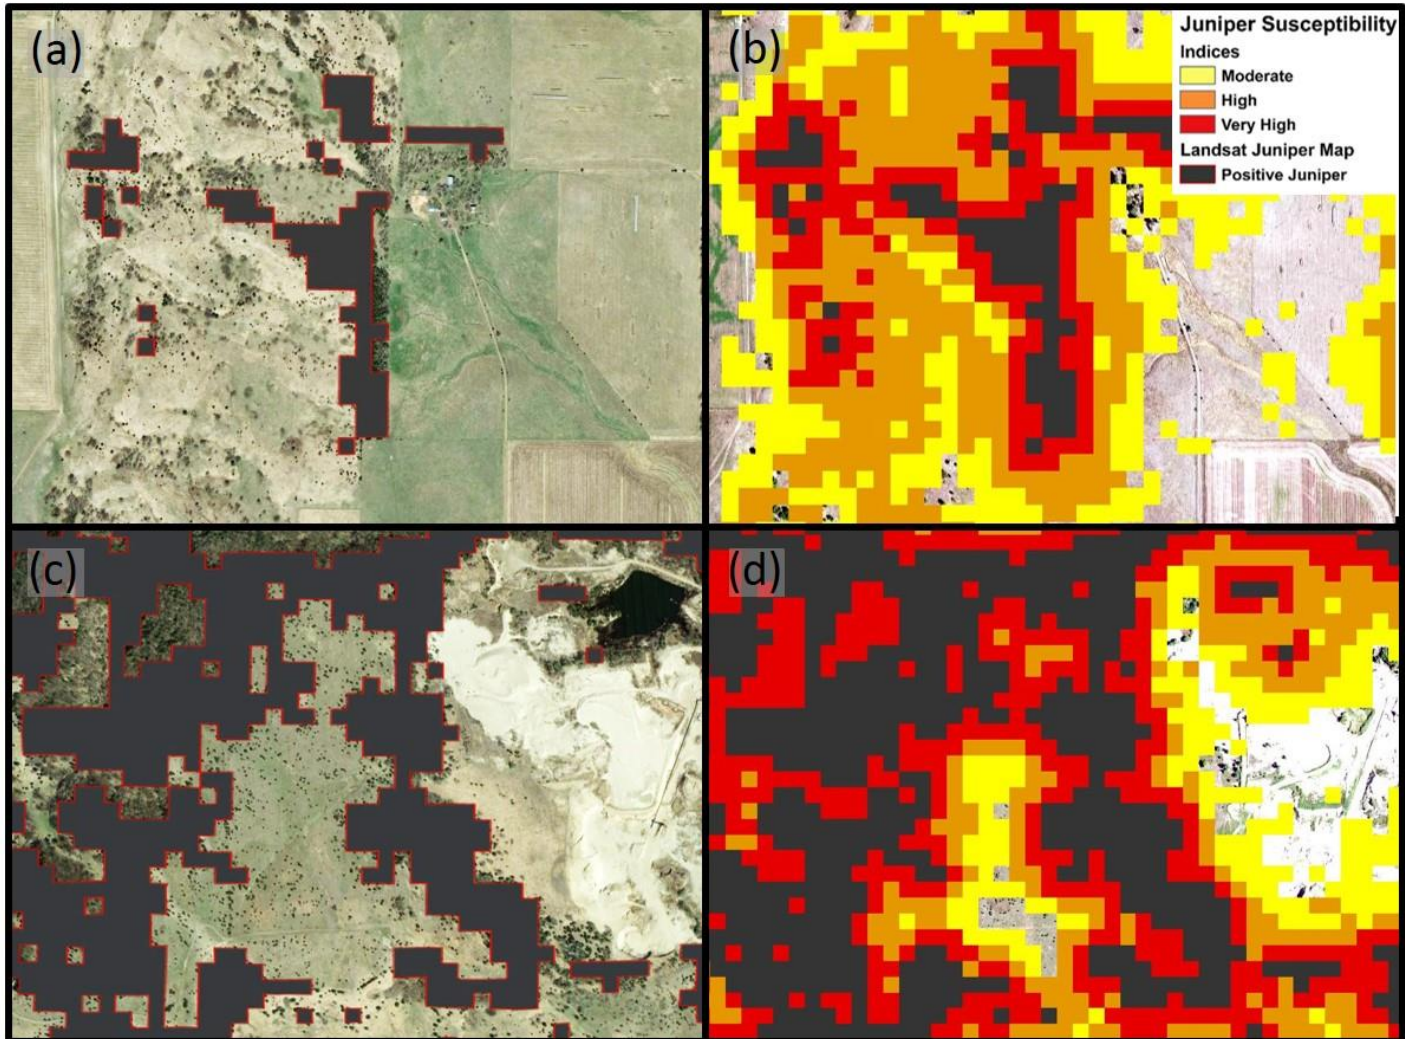 (a)
(b)
Juniper Susceptibility
Indices
Moderate
High
Very High
Landsat Juniper Map
Positive Juniper
(c)
(d)